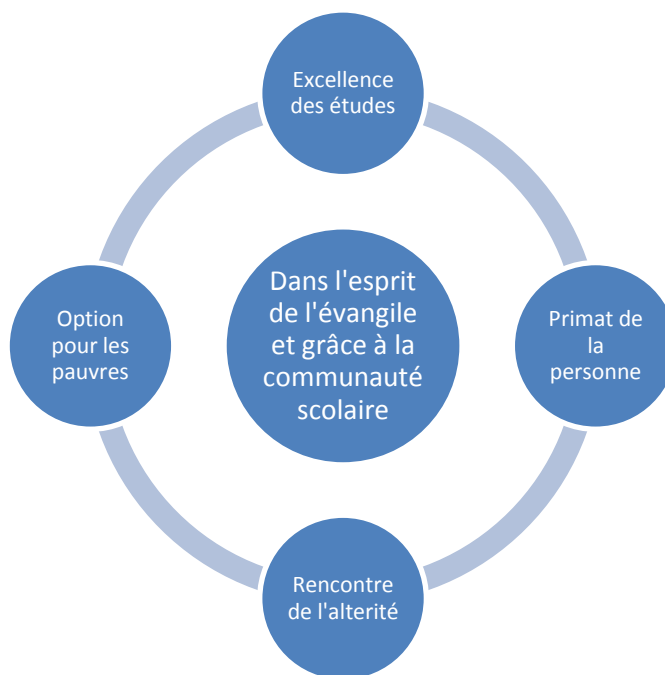 Excellence
des études
Dans l'esprit
de l'évangile
et grâce à la
communauté
scolaire
Option
pour les
pauvres
Primat de
la
personne
Rencontre
de l'alterité